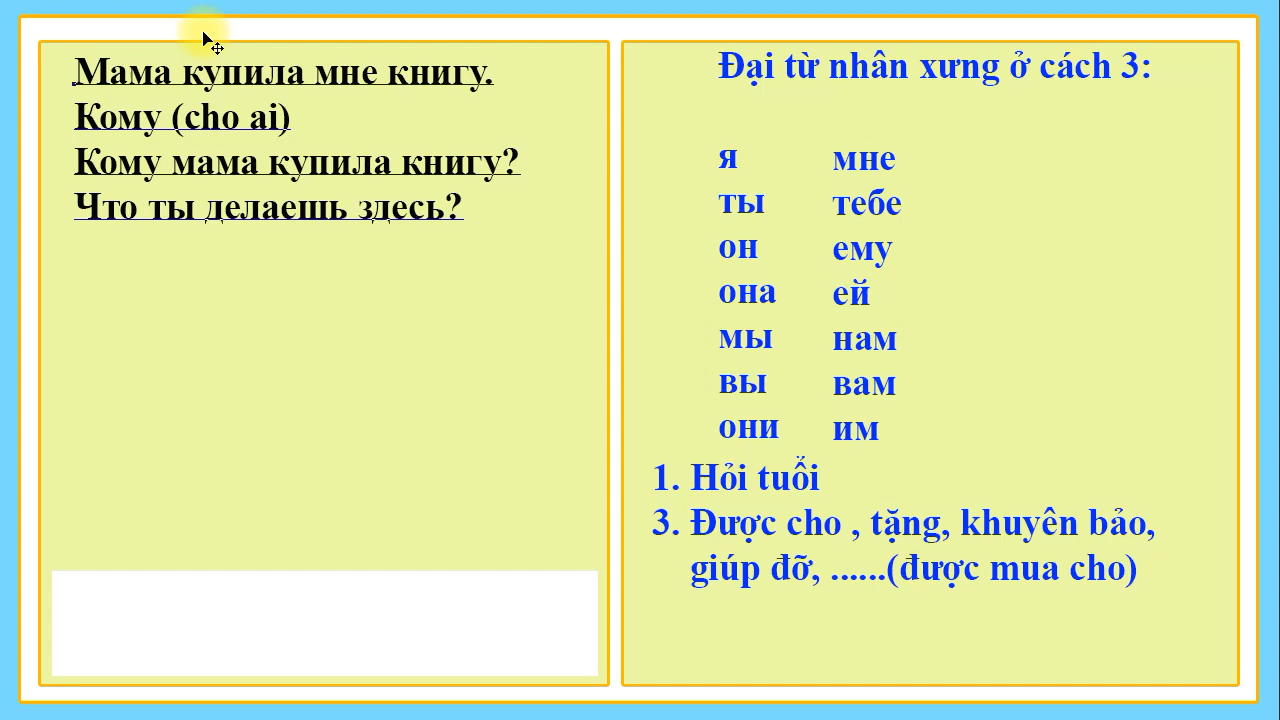 Мама купила мне книгу.
Кому (cho ai)
Кому мама купила книгу?
Что ты делаешь здесь?
Đại từ nhân xưng ở cách 3:
я мне
ты тебе
он ему
она ей
мы нам
вы вам
они им
1. Hỏi tuổi
3. Được cho , tặng, khuyên bảo,
giúp đỡ, ......(được mua cho)